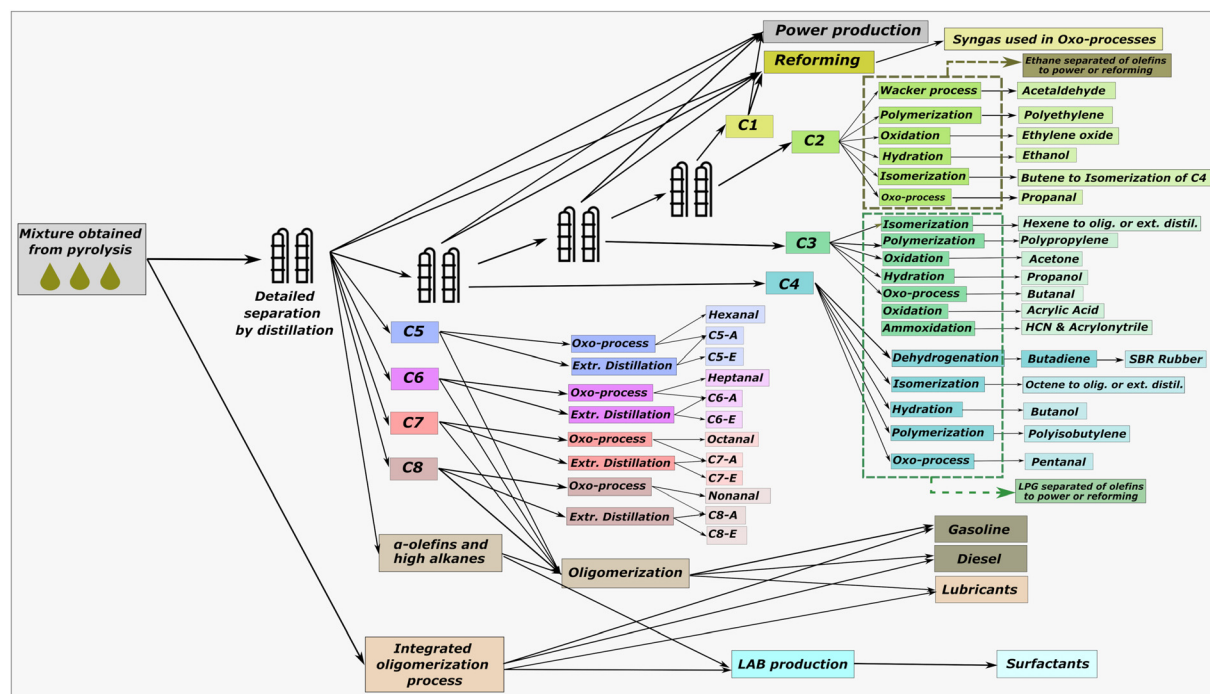 Power production
Reforming
Syngas used in Oxo-processes
Ethane separated of olefins
to power or reforming
C1
C2
Wacker process
Acetaldehyde
Polymerization
Polyethylene
Oxidation
Ethylene oxide
Hydration
Ethanol
Isomerization
Butene to Isomerization of C4
Oxo-process
Propanal
Mixture obtained
from pyrolysis
Detailed
separation
by distillation
C3
Isomerization
Hexene to olig. or ext. distil.
Polymerization
Polypropylene
Oxidation
Acetone
Hydration
Propanol
Oxo-process
Butanal
Oxidation
Acrylic Acid
Ammoxidation
HCN & Acrylonytrile
C4
Dehydrogenation
Butadiene
SBR Rubber
Isomerization
Octene to olig. or ext. distil.
Hydration
Butanol
Polymerization
Polyisobutylene
Oxo-process
Pentanal
LPG separated of olefins
to power or reforming
C5
Oxo-process
Extr. Distillation
Hexanal
C5-A
C5-E
C6
Oxo-process
Extr. Distillation
Heptanal
C6-A
C6-E
C7
Oxo-process
Extr. Distillation
Octanal
C7-A
C7-E
C8
Oxo-process
Extr. Distillation
Nonanal
C8-A
C8-E
α-olefins and
high alkanes
Oligomerization
Gasoline
Diesel
Lubricants
Integrated
oligomerization
process
LAB production
Surfactants